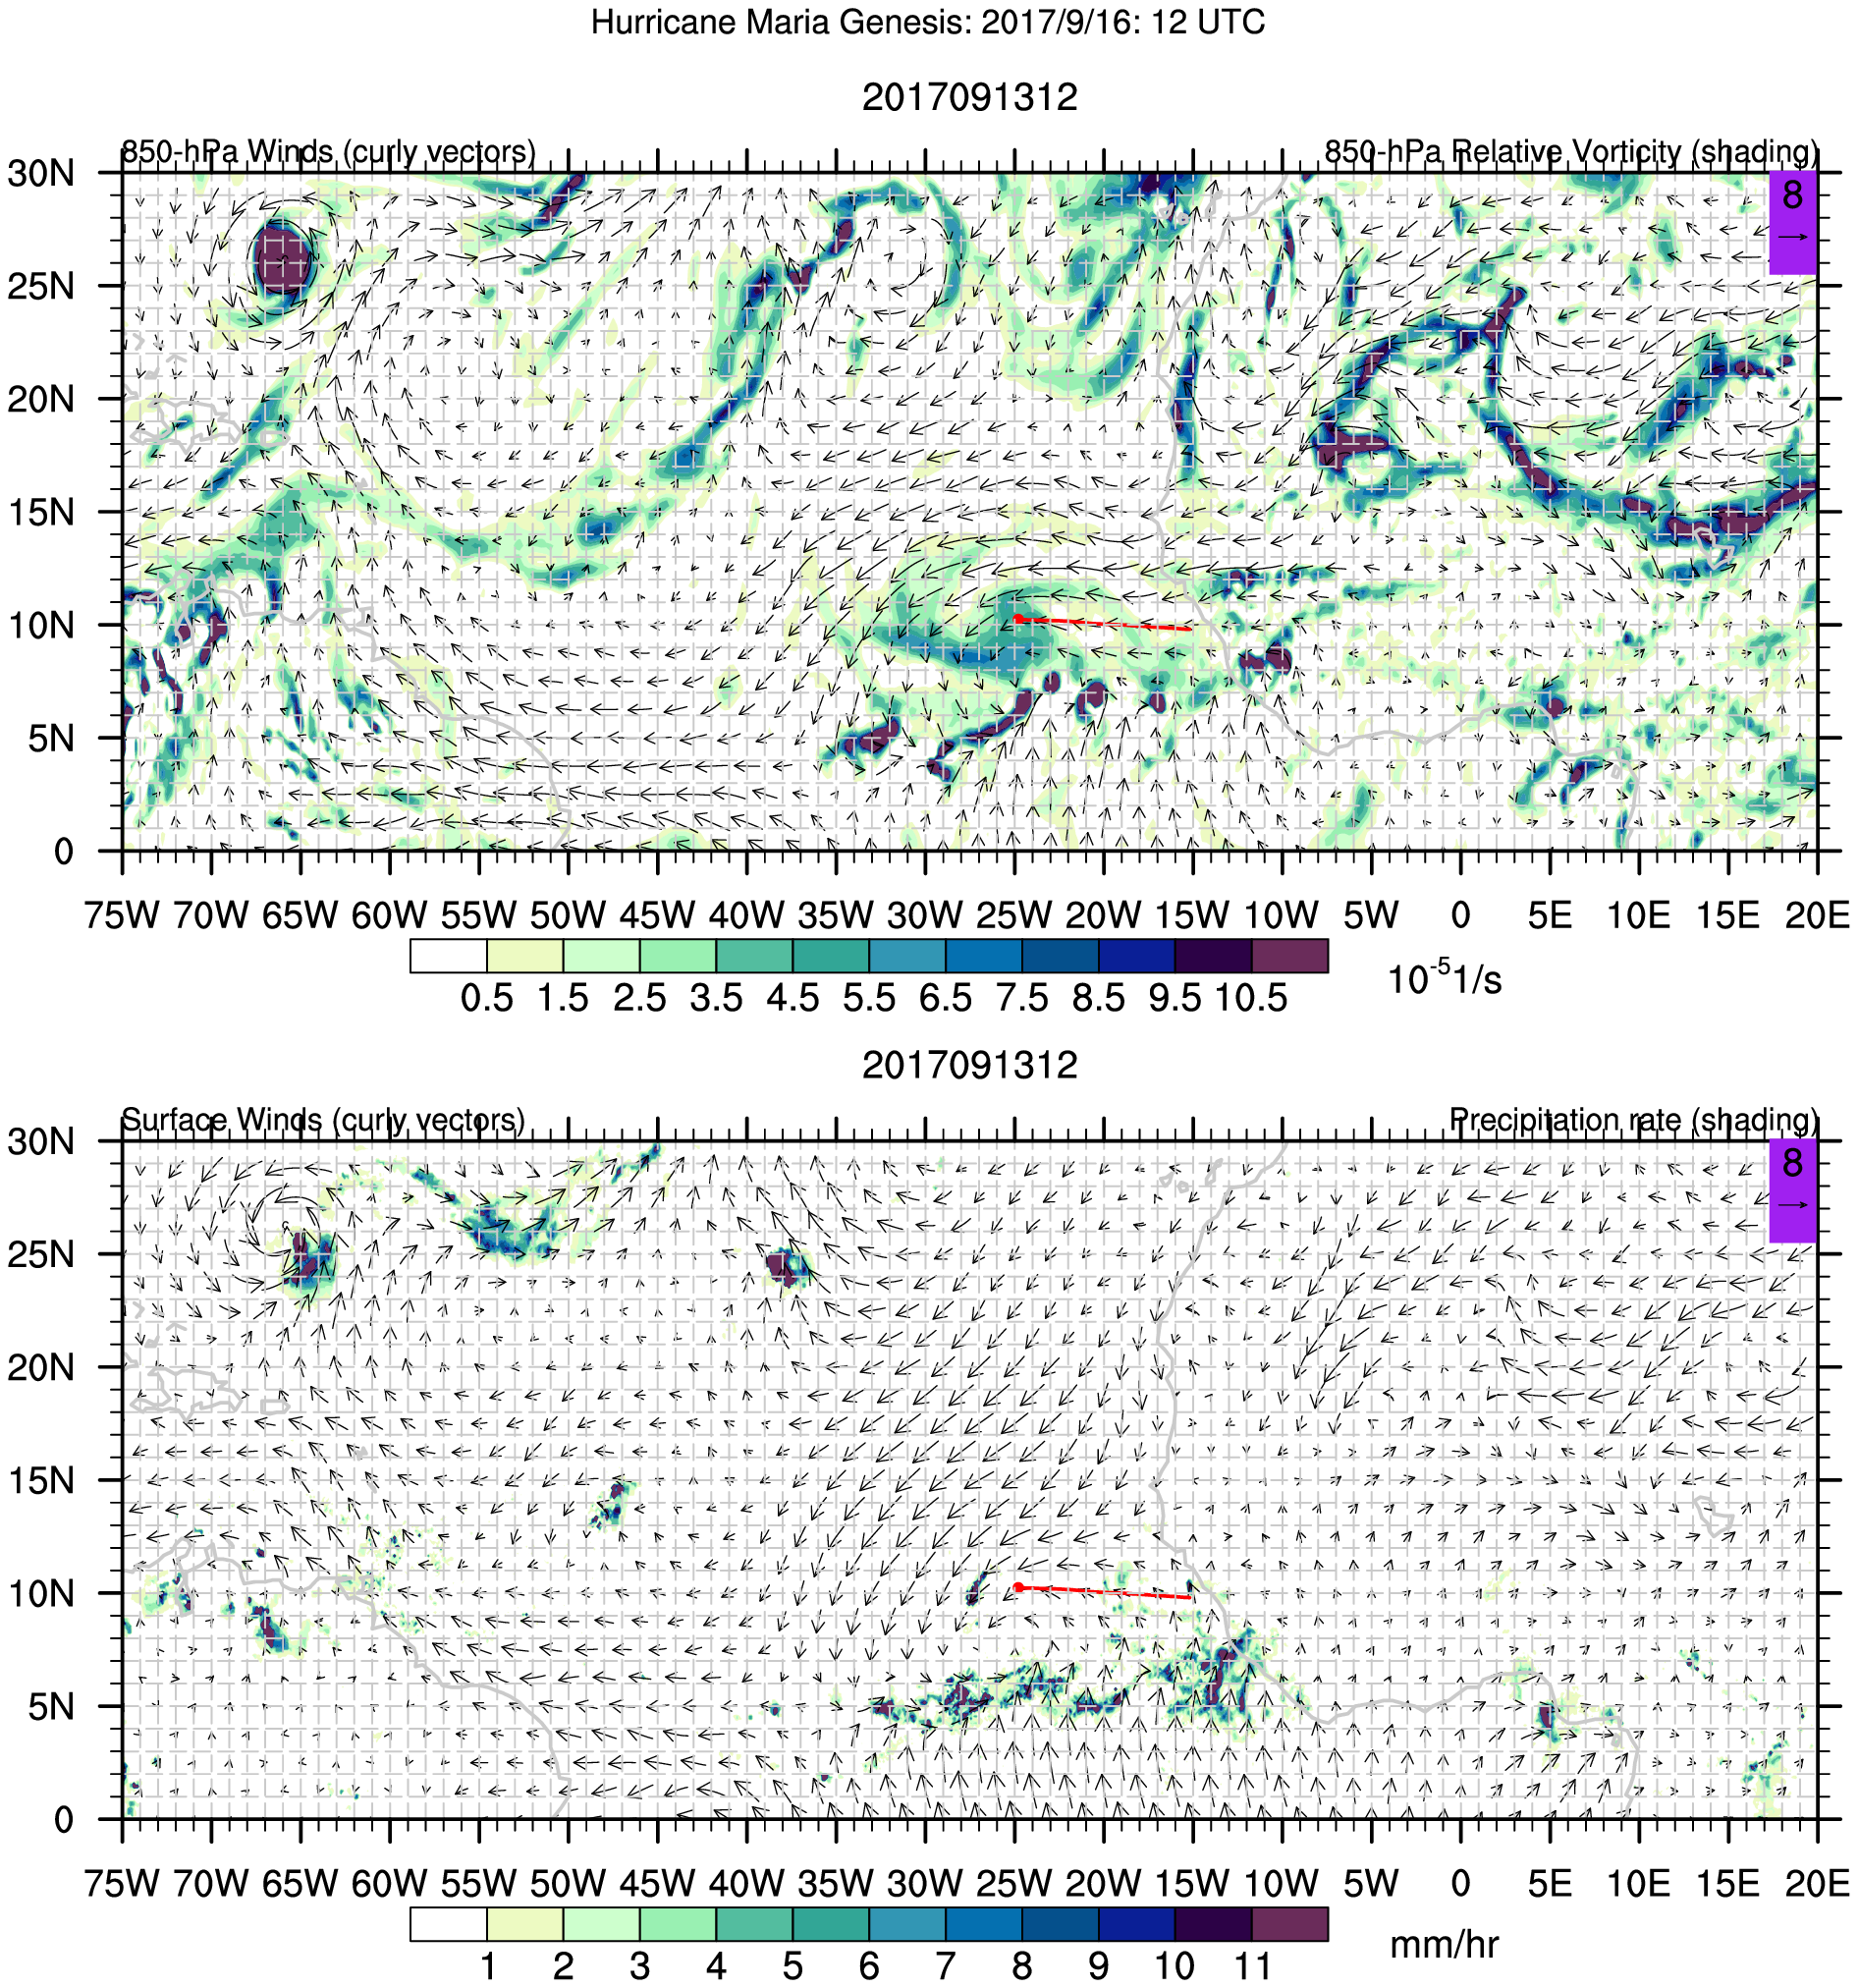 Hurricane Maria Genesis: 2017/9/16: 12 UTC
2017091312
850-hPa Winds (curly vectors)
850-hPa Relative Vorticity (shading)
8
30N
25N
20N
15N
10N
5N
0
75W 70W 65W 60W 55W 50W 45W 40W 35W 30W 25W 20W 15W 10W 5W 0 5E 10E 15E 20E
0.5 1.5 2.5 3.5 4.5 5.5 6.5 7.5 8.5 9.5 10.5
10^-5 1/s
2017091312
Surface Winds (curly vectors)
Precipitation rate (shading)
8
30N
25N
20N
15N
10N
5N
0
75W 70W 65W 60W 55W 50W 45W 40W 35W 30W 25W 20W 15W 10W 5W 0 5E 10E 15E 20E
1 2 3 4 5 6 7 8 9 10 11
mm/hr